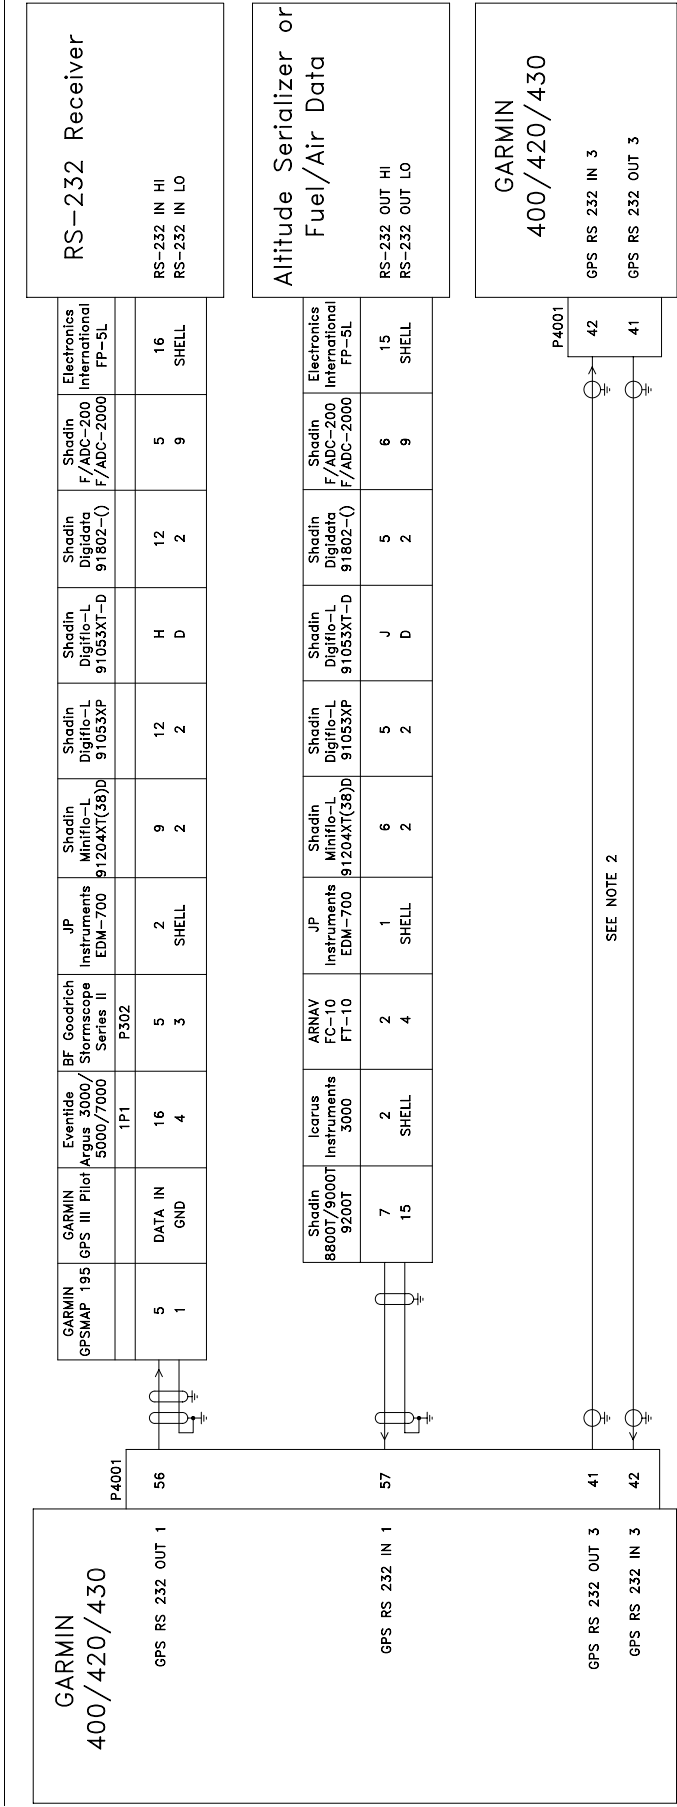 GARMIN
400/420/430
P4001
GPS RS 232 OUT 1
56
GPS RS 232 IN 1
57
GPS RS 232 OUT 3
41
GPS RS 232 IN 3
42
GARMIN
GPSMAP 195
5
1
GARMIN
GPS III Pilot
DATA IN
GND
Eventide
Argus 3000/
5000/7000
1P1
16
4
BF Goodrich
Stormscope
Series II
P302
5
3
JP
Instruments
EDM-700
2
SHELL
Shadin
Miniflo-L
91204XT(38)D
9
2
Shadin
Digiflo-L
91053XP
12
2
Shadin
Digiflo-L
91053XT-D
H
D
Shadin
Digidata
91802-()
12
2
Shadin
F/ADC-200
F/ADC-2000
5
9
Electronics
International
FP-5L
16
SHELL
RS-232 Receiver
RS-232 IN HI
RS-232 IN LO
Shadin
8800T/9000T
9200T
7
15
Icarus
Instruments
3000
2
SHELL
ARNAV
FC-10
FT-10
2
4
JP
Instruments
EDM-700
1
SHELL
Shadin
Miniflo-L
91204XT(38)D
6
2
Shadin
Digiflo-L
91053XP
5
2
Shadin
Digiflo-L
91053XT-D
J
D
Shadin
Digidata
91802-()
5
2
Shadin
F/ADC-200
F/ADC-2000
6
9
Electronics
International
FP-5L
15
SHELL
Altitude Serializer or
Fuel/Air Data
RS-232 OUT HI
RS-232 OUT LO
SEE NOTE 2
P4001
42
41
GARMIN
400/420/430
GPS RS 232 IN 3
GPS RS 232 OUT 3